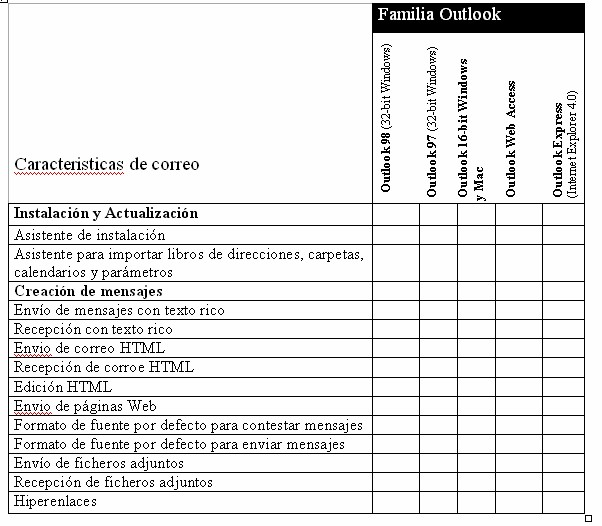 Familia Outlook
Caracteristicas de correo
Outlook 98 (32-bit Windows)
Outlook 97 (32-bit Windows)
Outlook 16-bit Windows
y Mac
Outlook Web Access
Outlook Express
(Internet Explorer 4.0)
Instalación y Actualización
Asistente de instalación
Asistente para importar libros de direcciones, carpetas,
calendarios y parámetros
Creación de mensajes
Envío de mensajes con texto rico
Recepción con texto rico
Envio de correo HTML
Recepción de corroe HTML
Edición HTML
Envio de páginas Web
Formato de fuente por defecto para contestar mensajes
Formato de fuente por defecto para enviar mensajes
Envío de ficheros adjuntos
Recepción de ficheros adjuntos
Hiperenlaces